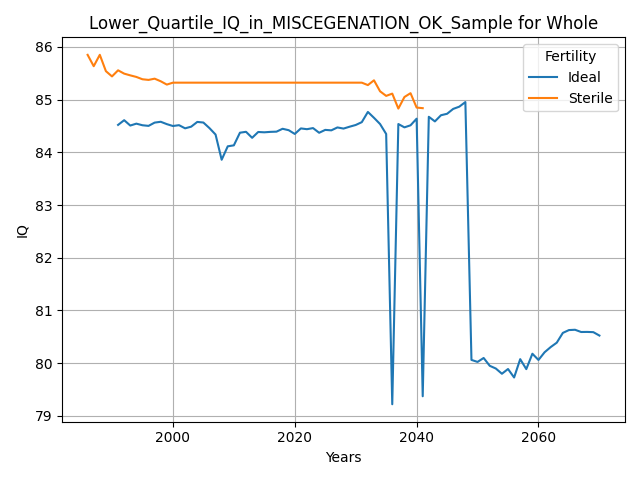 Lower_Quartile_IQ_in_MISCEGENATION_OK_Sample for Whole
86
85
84
83
82
81
80
79
IQ
2000
2020
2040
2060
Years
Fertility
Ideal
Sterile